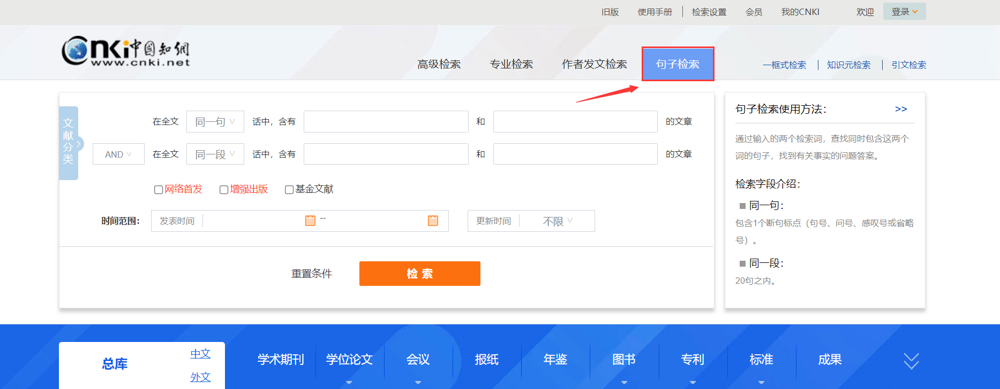 旧版 使用手册 检索设置 会员 我的CNKI 欢迎 登录
cnki中国知網
www.cnki.net
高级检索 专业检索 作者发文检索 句子检索 一框式检索 知识元检索 引文检索
文献分类
在全文 同一句 话中，含有 和 的文章
AND 在全文 同一段 话中，含有 和 的文章
网络首发 增强出版 基金文献
时间范围： 发表时间 -- 更新时间 不限
重置条件 检索
句子检索使用方法： >>
通过输入的两个检索词，查找同时包含这两个
词的句子，找到有关事实的问题答案。
检索字段介绍：
同一句：
包含1个断句标点（句号、问号、感叹号或省略
号）。
同一段：
20句之内。
总库 中文
外文
学术期刊 学位论文 会议 报纸 年鉴 图书 专利 标准 成果